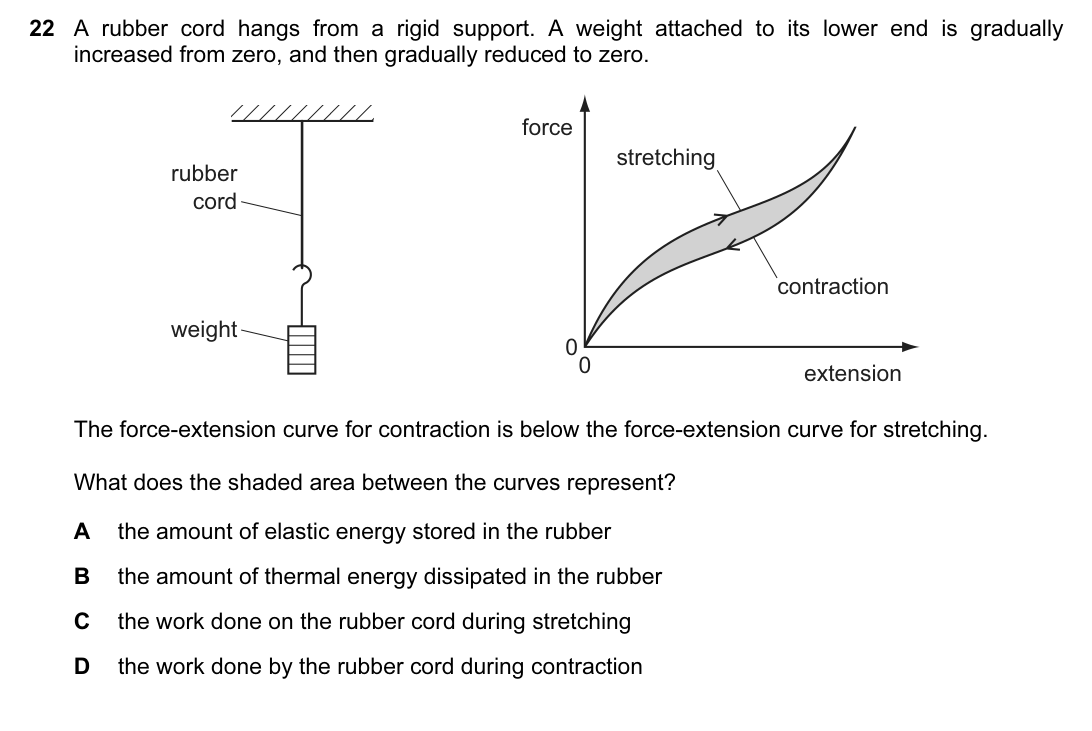 22 A rubber cord hangs from a rigid support. A weight attached to its lower end is gradually
increased from zero, and then gradually reduced to zero.
rubber
cord
weight
force
stretching
contraction
0
0
extension
The force-extension curve for contraction is below the force-extension curve for stretching.
What does the shaded area between the curves represent?
A the amount of elastic energy stored in the rubber
B the amount of thermal energy dissipated in the rubber
C the work done on the rubber cord during stretching
D the work done by the rubber cord during contraction